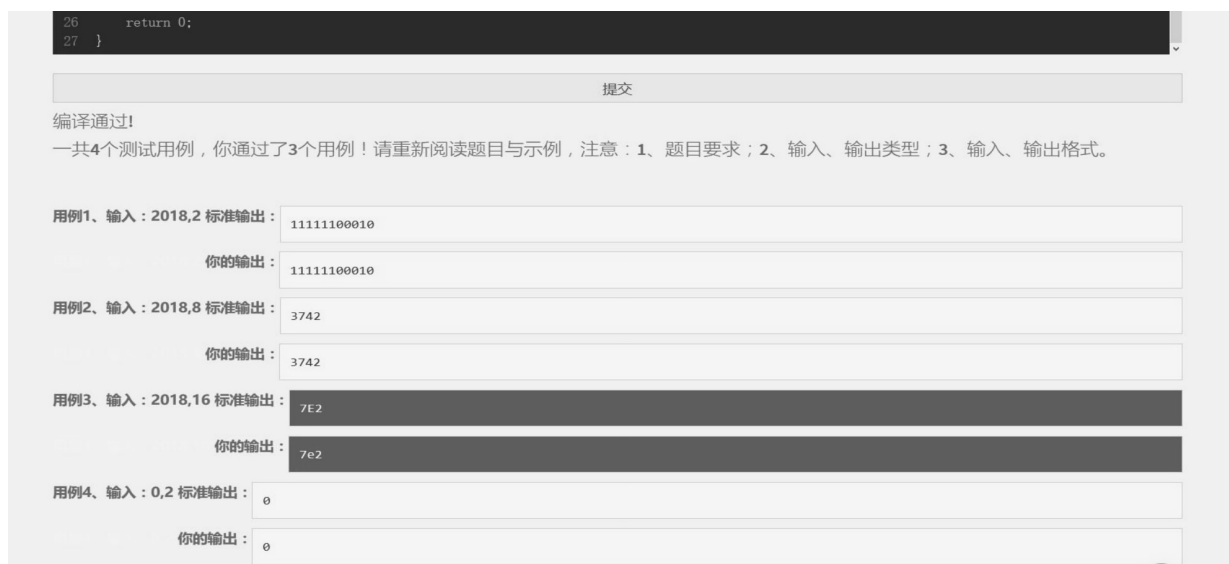 26 return 0;
27 }
提交
编译通过!
一共4个测试用例，你通过了3个用例！请重新阅读题目与示例，注意：1、题目要求；2、输入、输出类型；3、输入、输出格式。
用例1、输入：2018,2 标准输出： 11111100010
你的输出： 11111100010
用例2、输入：2018,8 标准输出： 3742
你的输出： 3742
用例3、输入：2018,16 标准输出： 7E2
你的输出： 7e2
用例4、输入：0,2 标准输出： 0
你的输出： 0